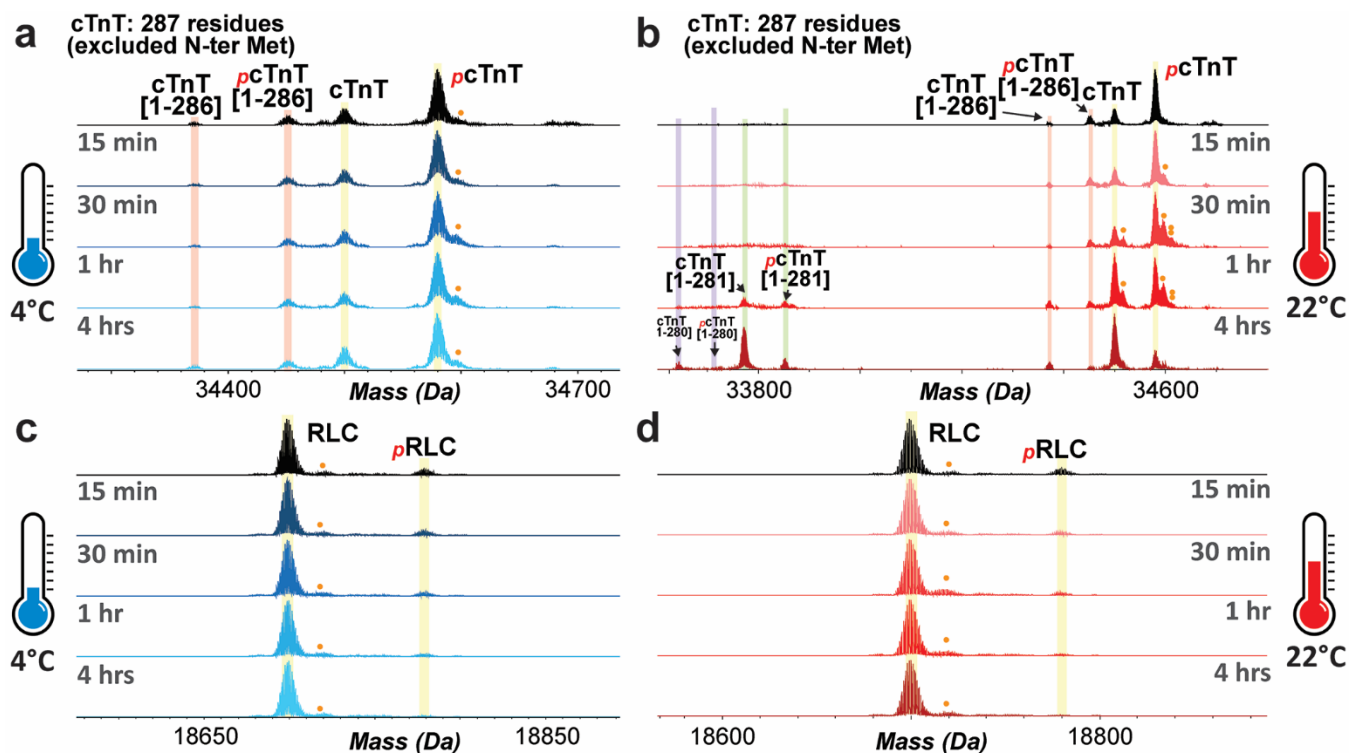 a
cTnT: 287 residues
(excluded N-ter Met)
cTnT
[1-286]
pcTnT
[1-286]
cTnT
pcTnT
15 min
30 min
1 hr
4 hrs
4°C
34400
Mass (Da)
34700
b
cTnT: 287 residues
(excluded N-ter Met)
cTnT
[1-286]
pcTnT
[1-286]
cTnT
pcTnT
15 min
30 min
1 hr
4 hrs
cTnT
[1-281]
pcTnT
[1-281]
cTnT
1-280]
pcTnT
[1-280]
22°C
33800
Mass (Da)
34600
c
RLC
pRLC
15 min
30 min
1 hr
4 hrs
4°C
18650
Mass (Da)
18850
d
RLC
pRLC
15 min
30 min
1 hr
4 hrs
22°C
18600
Mass (Da)
18800